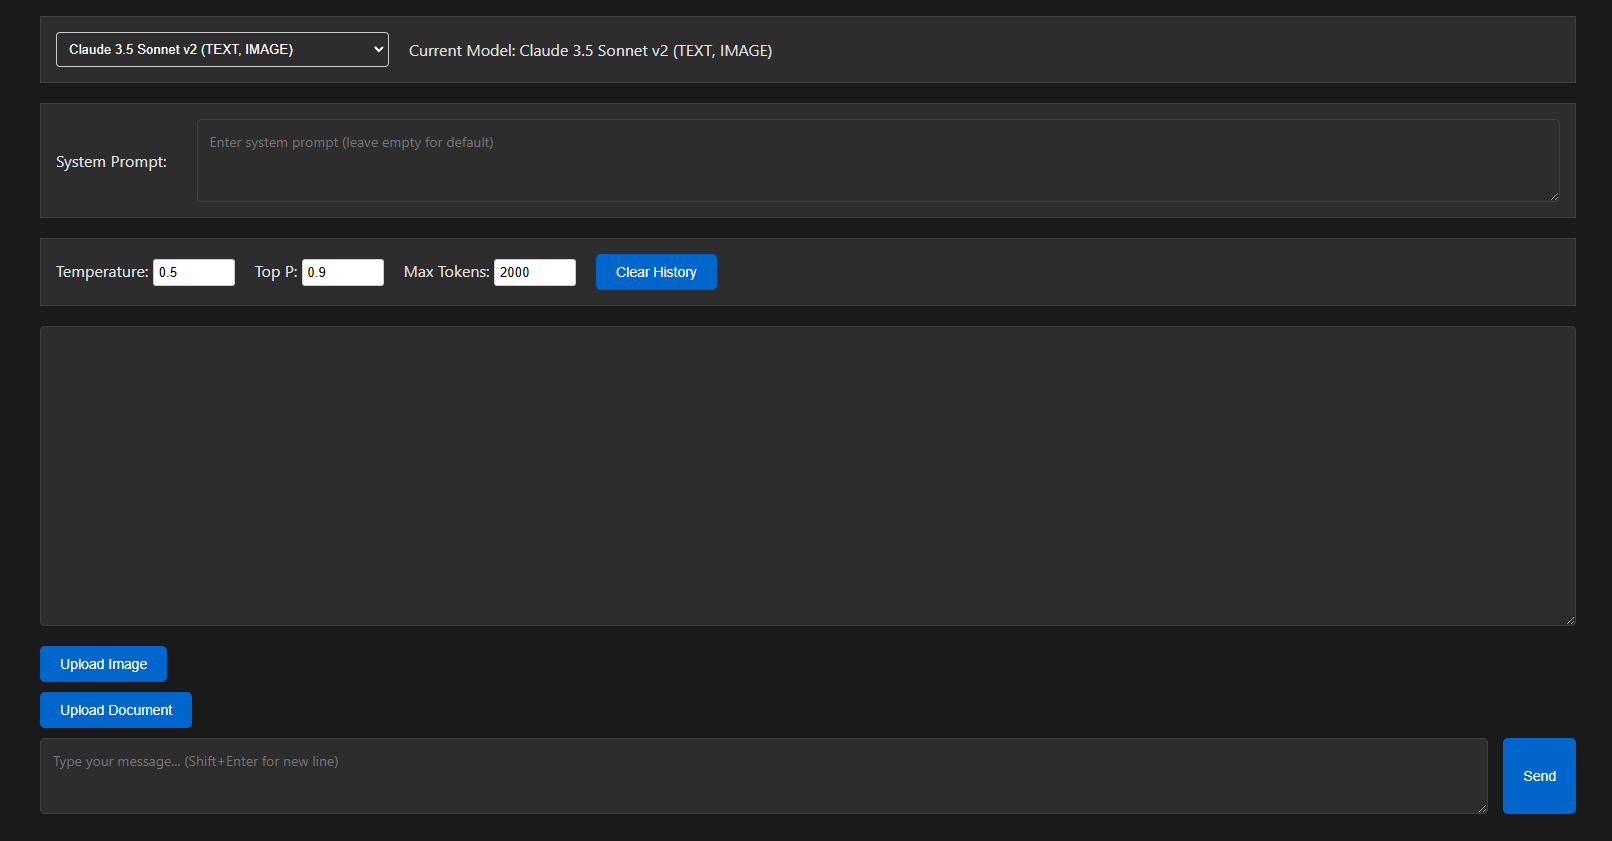 Claude 3.5 Sonnet v2 (TEXT, IMAGE) Current Model: Claude 3.5 Sonnet v2 (TEXT, IMAGE)
System Prompt: Enter system prompt (leave empty for default)
Temperature: 0.5 Top P: 0.9 Max Tokens: 2000 Clear History
Upload Image
Upload Document
Type your message... (Shift+Enter for new line) Send